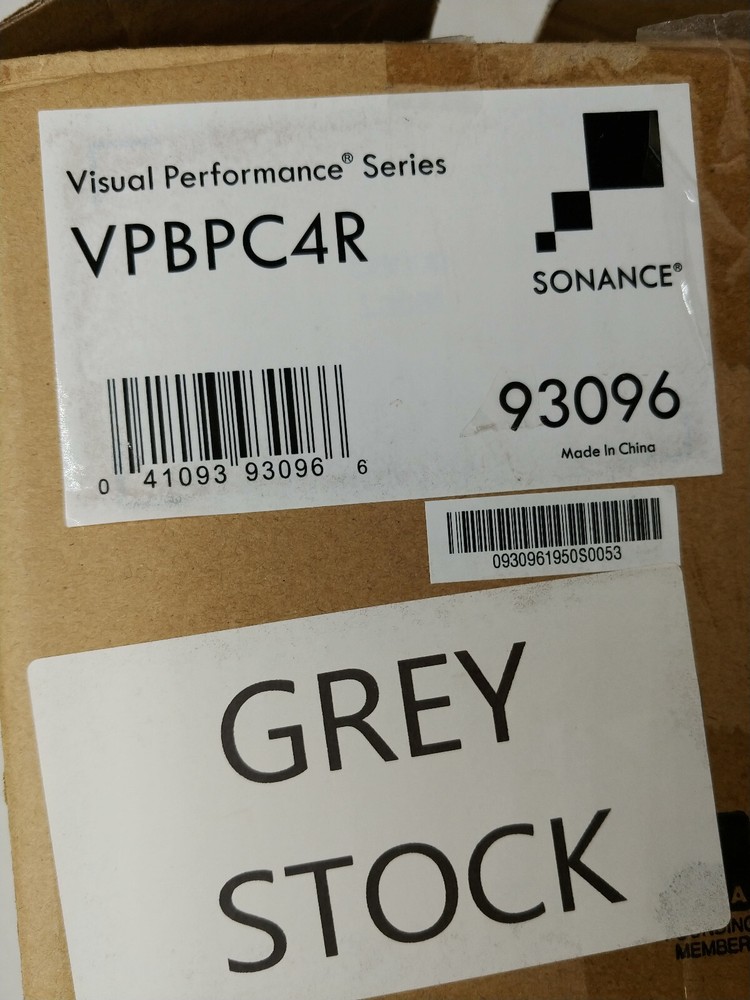 Visual Performance® Series
VPBPC4R
SONANCE®
93096
Made In China
0 41093 93096 6
0930961950S0053
GREY
STOCK
MEMBER